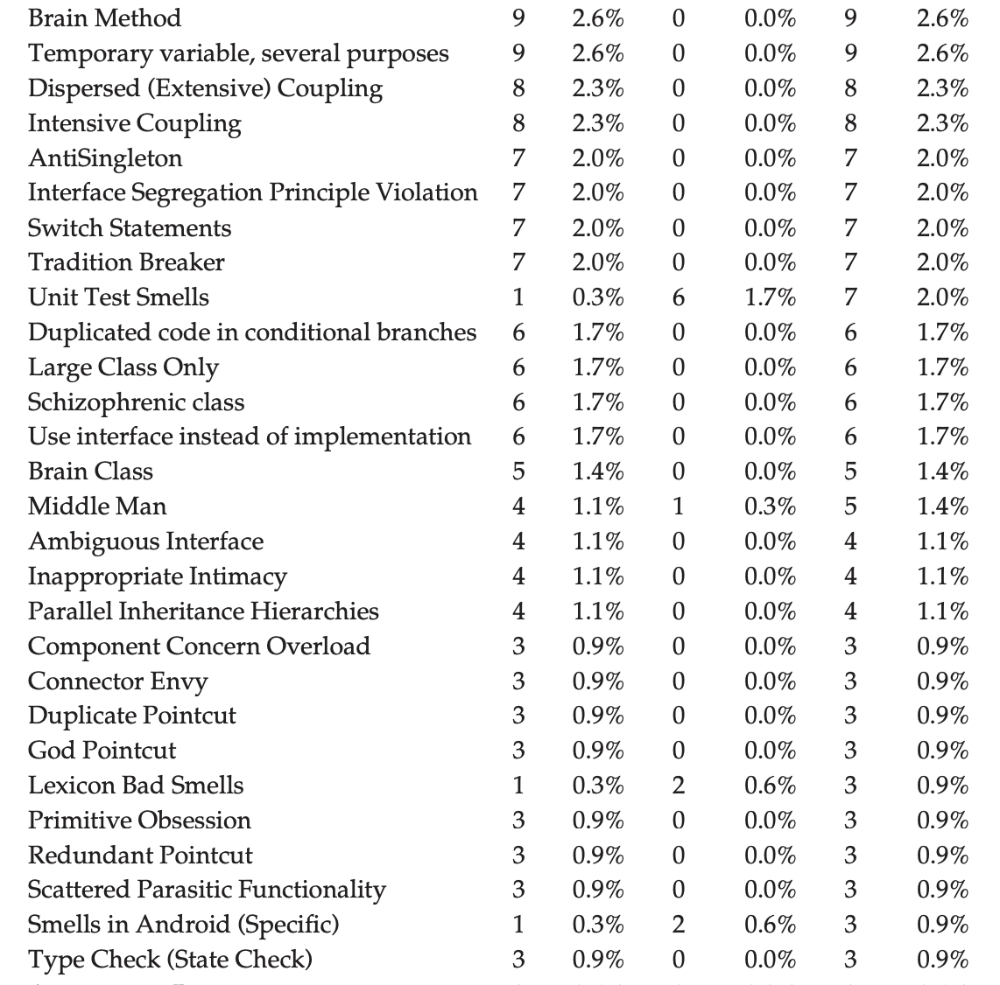 Brain Method 9 2.6% 0 0.0% 9 2.6%
Temporary variable, several purposes 9 2.6% 0 0.0% 9 2.6%
Dispersed (Extensive) Coupling 8 2.3% 0 0.0% 8 2.3%
Intensive Coupling 8 2.3% 0 0.0% 8 2.3%
AntiSingleton 7 2.0% 0 0.0% 7 2.0%
Interface Segregation Principle Violation 7 2.0% 0 0.0% 7 2.0%
Switch Statements 7 2.0% 0 0.0% 7 2.0%
Tradition Breaker 7 2.0% 0 0.0% 7 2.0%
Unit Test Smells 1 0.3% 6 1.7% 7 2.0%
Duplicated code in conditional branches 6 1.7% 0 0.0% 6 1.7%
Large Class Only 6 1.7% 0 0.0% 6 1.7%
Schizophrenic class 6 1.7% 0 0.0% 6 1.7%
Use interface instead of implementation 6 1.7% 0 0.0% 6 1.7%
Brain Class 5 1.4% 0 0.0% 5 1.4%
Middle Man 4 1.1% 1 0.3% 5 1.4%
Ambiguous Interface 4 1.1% 0 0.0% 4 1.1%
Inappropriate Intimacy 4 1.1% 0 0.0% 4 1.1%
Parallel Inheritance Hierarchies 4 1.1% 0 0.0% 4 1.1%
Component Concern Overload 3 0.9% 0 0.0% 3 0.9%
Connector Envy 3 0.9% 0 0.0% 3 0.9%
Duplicate Pointcut 3 0.9% 0 0.0% 3 0.9%
God Pointcut 3 0.9% 0 0.0% 3 0.9%
Lexicon Bad Smells 1 0.3% 2 0.6% 3 0.9%
Primitive Obsession 3 0.9% 0 0.0% 3 0.9%
Redundant Pointcut 3 0.9% 0 0.0% 3 0.9%
Scattered Parasitic Functionality 3 0.9% 0 0.0% 3 0.9%
Smells in Android (Specific) 1 0.3% 2 0.6% 3 0.9%
Type Check (State Check) 3 0.9% 0 0.0% 3 0.9%